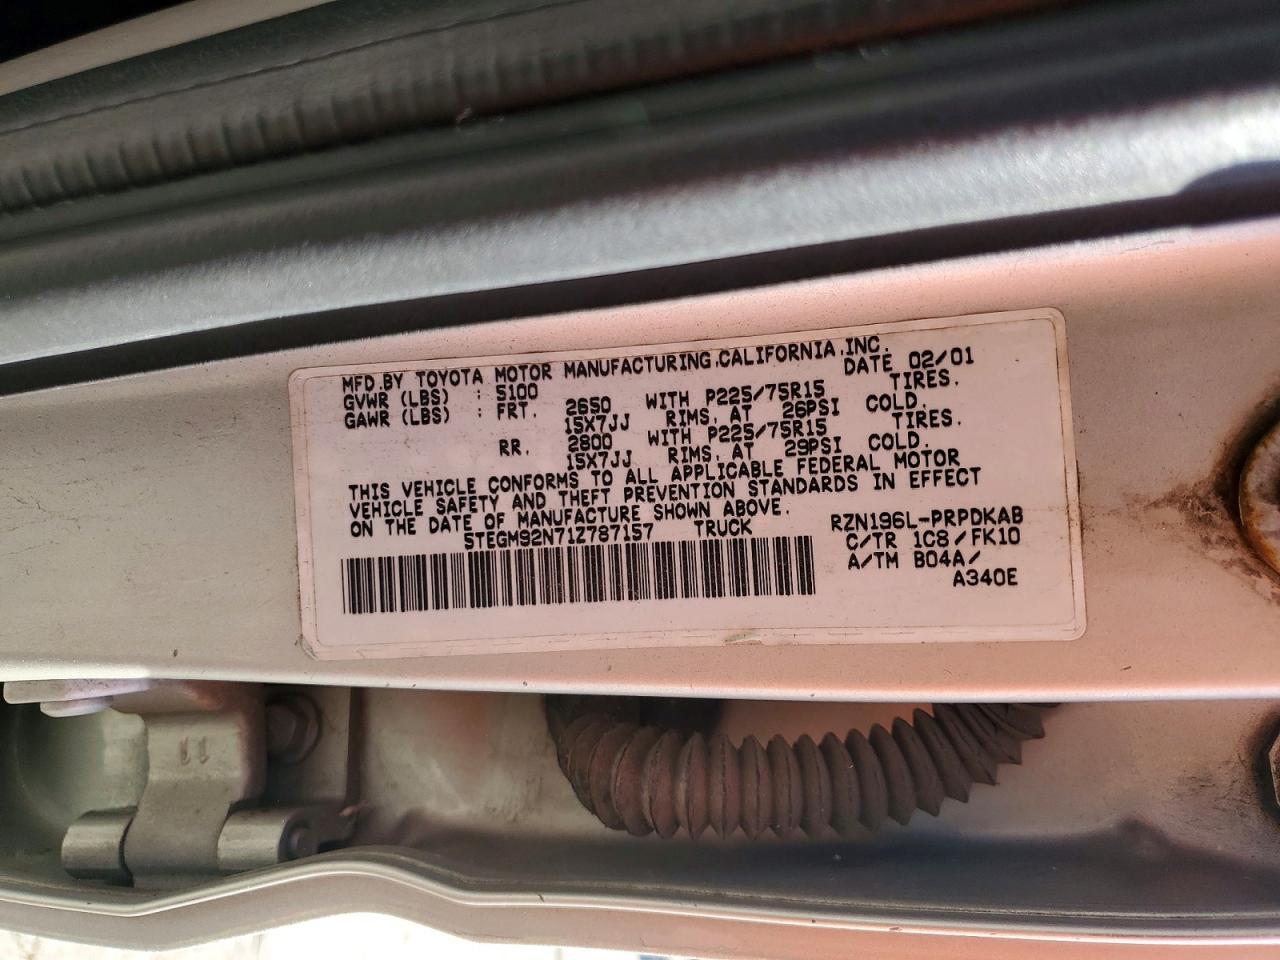 MFD.BY TOYOTA MOTOR MANUFACTURING,CALIFORNIA,INC.
GVWR (LBS) : 5100 DATE 02/01
GAWR (LBS) : FRT. 2650 WITH P225/75R15 TIRES.
15X7JJ RIMS, AT 26PSI COLD.
RR. 2800 WITH P225/75R15 TIRES.
15X7JJ RIMS, AT 29PSI COLD.
THIS VEHICLE CONFORMS TO ALL APPLICABLE FEDERAL MOTOR
VEHICLE SAFETY AND THEFT PREVENTION STANDARDS IN EFFECT
ON THE DATE OF MANUFACTURE SHOWN ABOVE.
5TEGM92N71Z787157 TRUCK RZN196L-PRPDKAB
C/TR 1C8/FK10
A/TM B04A/
A340E